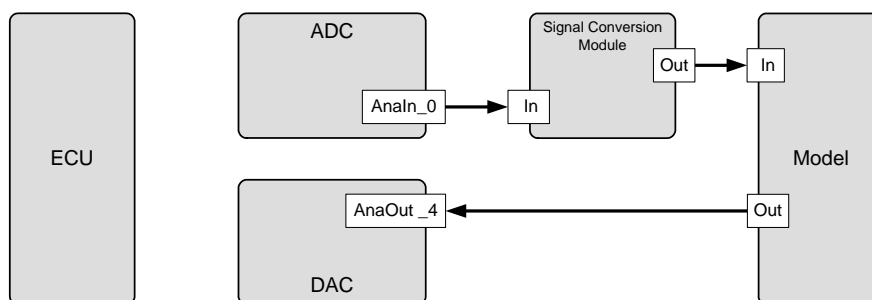 ECU
ADC
AnaIn_0
Signal Conversion
Module
In
Out
In
Model
Out
AnaOut _4
DAC